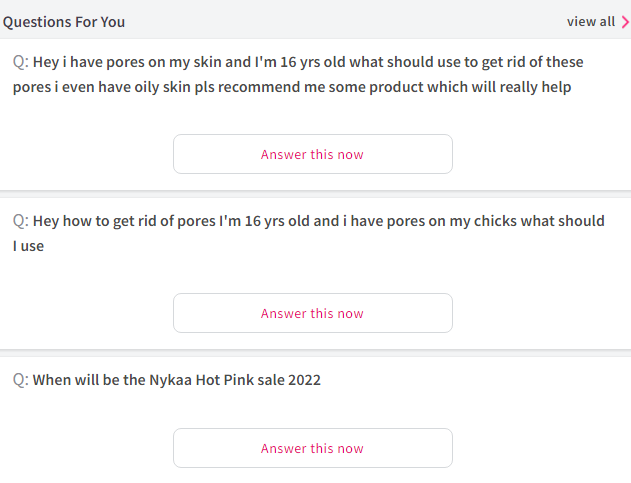 Questions For You
view all
Q: Hey i have pores on my skin and I'm 16 yrs old what should use to get rid of these
pores i even have oily skin pls recommend me some product which will really help
Answer this now
Q: Hey how to get rid of pores I'm 16 yrs old and i have pores on my chicks what should
I use
Answer this now
Q: When will be the Nykaa Hot Pink sale 2022
Answer this now